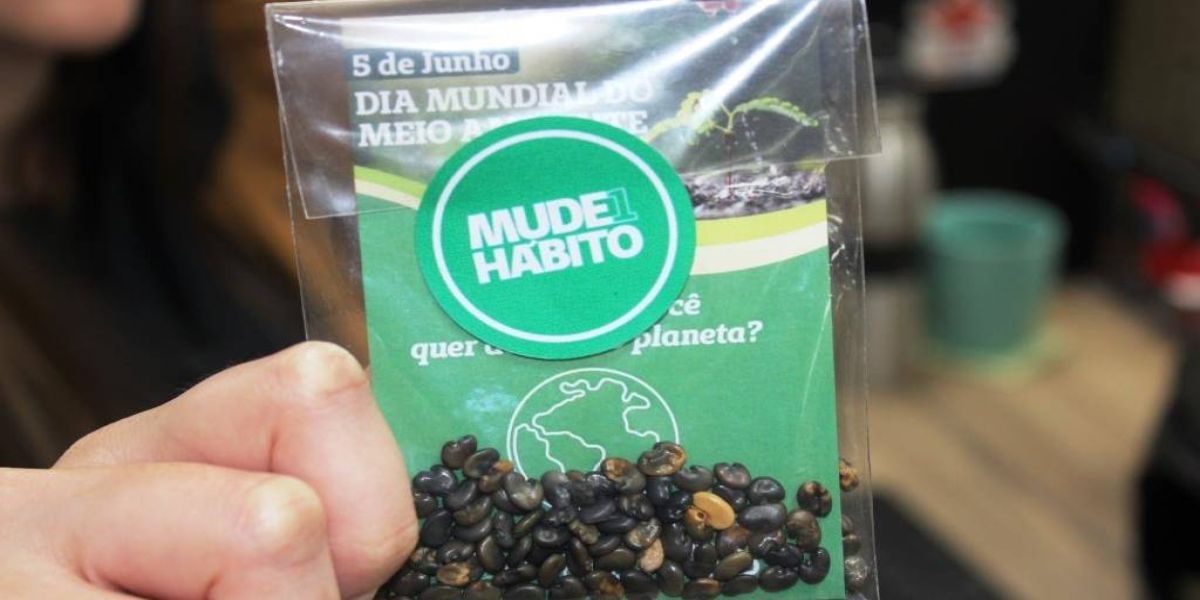 5 de Junho
DIA MUNDIAL DO
MEIO
MUDE1
HÁBITO
quer planeta?